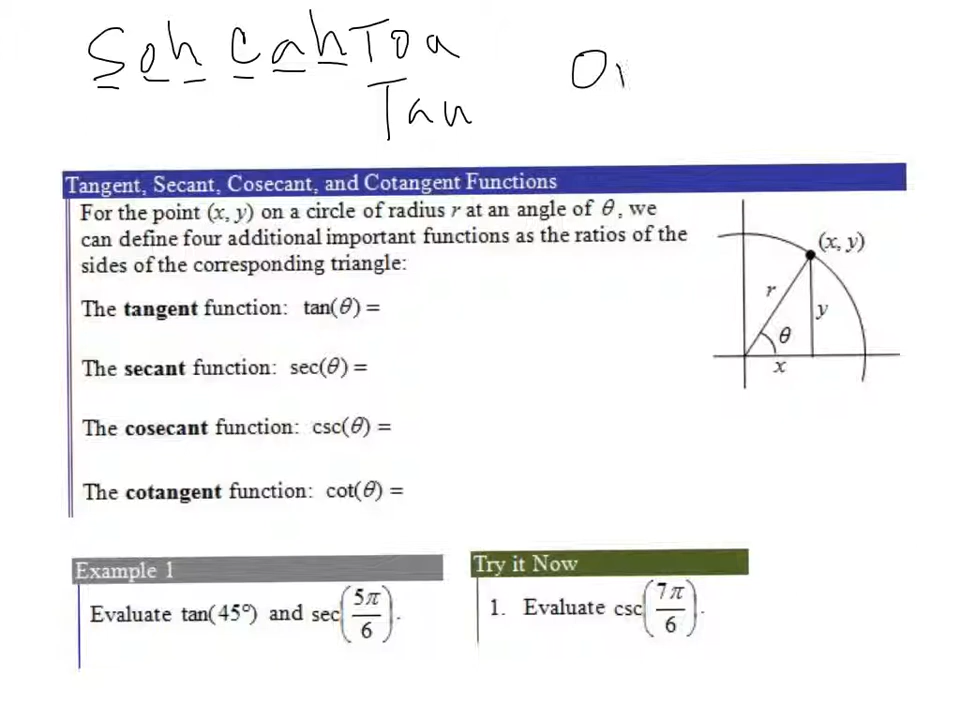 Soh Cah Toa
Tan
Tangent, Secant, Cosecant, and Cotangent Functions
For the point (x, y) on a circle of radius r at an angle of θ, we
can define four additional important functions as the ratios of the
sides of the corresponding triangle:
The tangent function: tan(θ) =
The secant function: sec(θ) =
The cosecant function: csc(θ) =
The cotangent function: cot(θ) =
(x, y)
r
y
θ
x
Example 1
Evaluate tan(45°) and sec(5π/6).
Try it Now
1. Evaluate csc(7π/6).